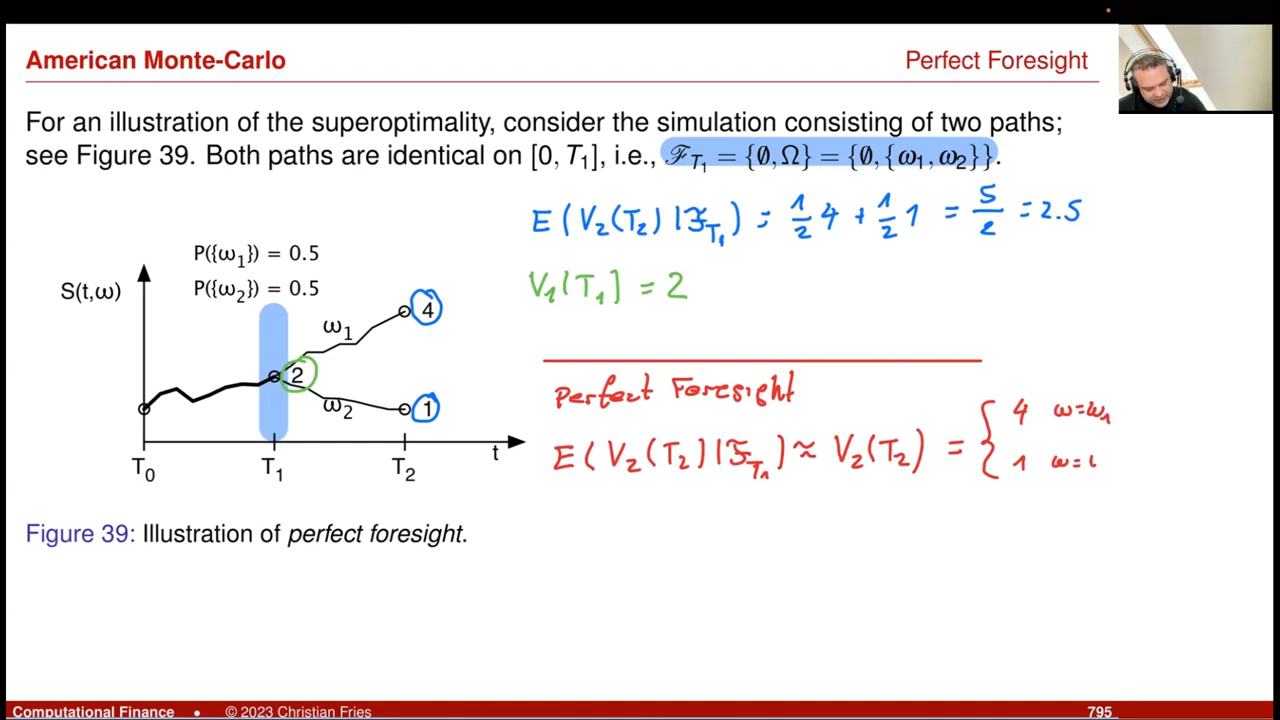 American Monte-Carlo
Perfect Foresight
For an illustration of the superoptimality, consider the simulation consisting of two paths;
see Figure 39. Both paths are identical on [0, T₁], i.e., ℱ_T₁ = {∅, Ω} = {∅, {ω₁, ω₂}}.
E(V₂(T₂) | ℱ_T₁) = 1/2 4 + 1/2 1 = 5/2 = 2.5
P({ω₁}) = 0.5
P({ω₂}) = 0.5
V₁(T₁) = 2
S(t,ω)
4
ω₁
2
ω₂
1
t
T₀ T₁ T₂
Perfect Foresight
E(V₂(T₂) | ℱ_T₁) ≈ V₂(T₂) = { 4 ω=ω₁
1 ω=
Figure 39: Illustration of perfect foresight.
Computational Finance • © 2023 Christian Fries 795